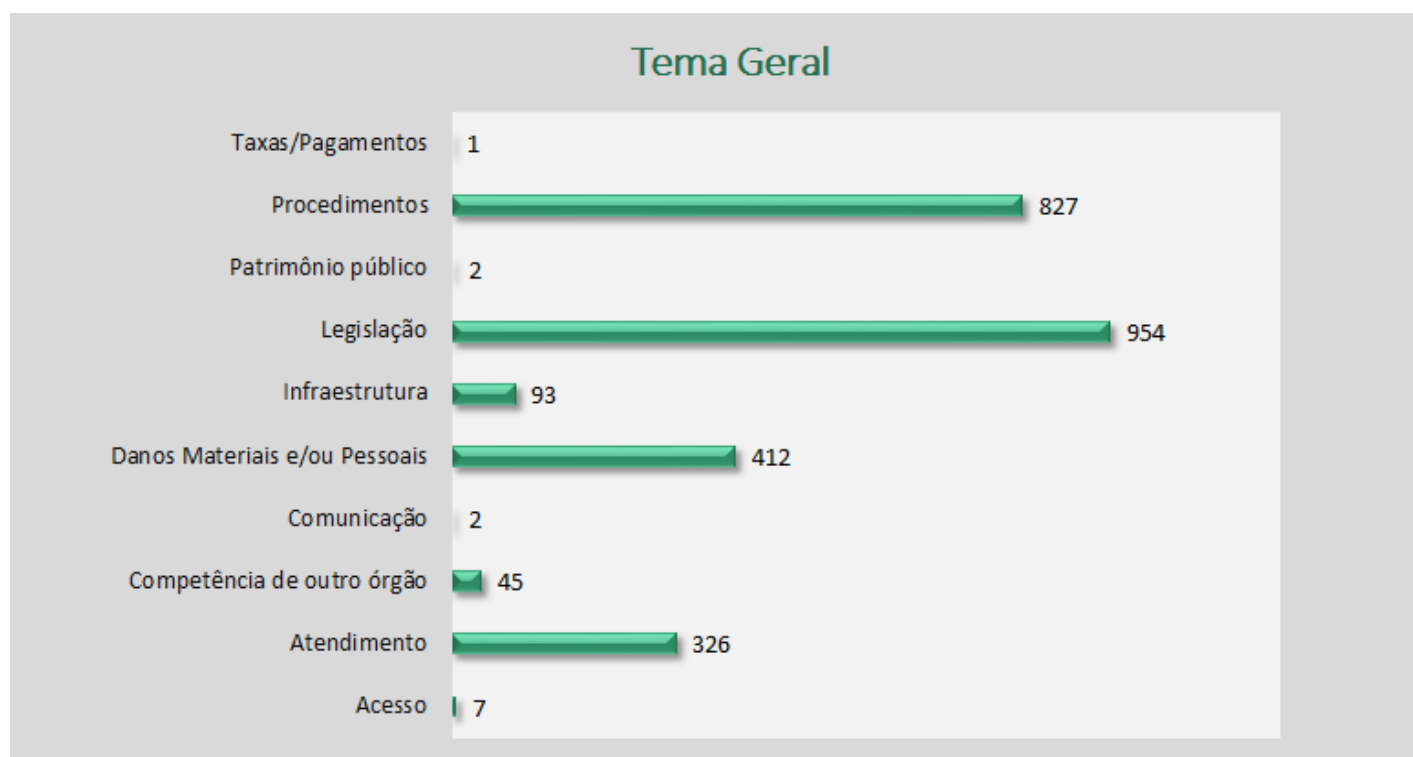 Tema Geral
Taxas/Pagamentos 1
Procedimentos 827
Patrimônio público 2
Legislação 954
Infraestrutura 93
Danos Materiais e/ou Pessoais 412
Comunicação 2
Competência de outro órgão 45
Atendimento 326
Acesso 7